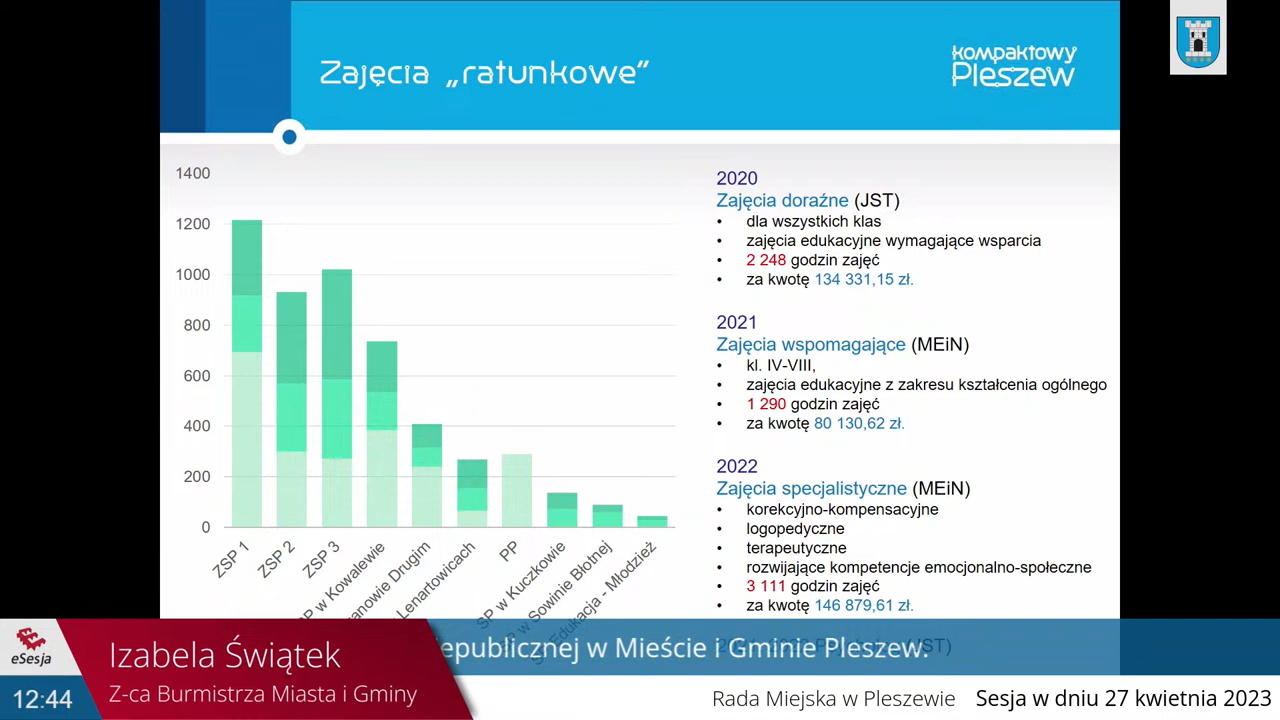 Zajęcia „ratunkowe”
kompaktowy
Pleszew
1400
1200
1000
800
600
400
200
0
ZSP 1
ZSP 2
ZSP 3
w Kowalewie
Drugim
Lenartowicach
PP
SP w Kuczkowie
w Sowinie Błotnej
Edukacja - Młodzież
2020
Zajęcia doraźne (JST)
• dla wszystkich klas
• zajęcia edukacyjne wymagające wsparcia
• 2 248 godzin zajęć
• za kwotę 134 331,15 zł.
2021
Zajęcia wspomagające (MEiN)
• kl. IV-VIII,
• zajęcia edukacyjne z zakresu kształcenia ogólnego
• 1 290 godzin zajęć
• za kwotę 80 130,62 zł.
2022
Zajęcia specjalistyczne (MEiN)
• korekcyjno-kompensacyjne
• logopedyczne
• terapeutyczne
• rozwijające kompetencje emocjonalno-społeczne
• 3 111 godzin zajęć
• za kwotę 146 879,61 zł.
epublicznej w Mieście i Gminie Pleszew.
eSesja
Izabela Świątek
Z-ca Burmistrza Miasta i Gminy
12:44
Rada Miejska w Pleszewie Sesja w dniu 27 kwietnia 2023